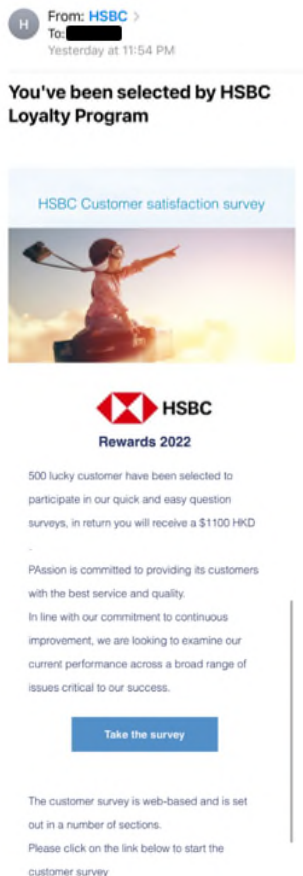 H
From: HSBC >
To:
Yesterday at 11:54 PM
You've been selected by HSBC
Loyalty Program
HSBC Customer satisfaction survey
HSBC
Rewards 2022
500 lucky customer have been selected to
participate in our quick and easy question
surveys, in return you will receive a $1100 HKD
.
PAssion is committed to providing its customers
with the best service and quality.
In line with our commitment to continuous
improvement, we are looking to examine our
current performance across a broad range of
issues critical to our success.
Take the survey
The customer survey is web-based and is set
out in a number of sections.
Please click on the link below to start the
customer survey